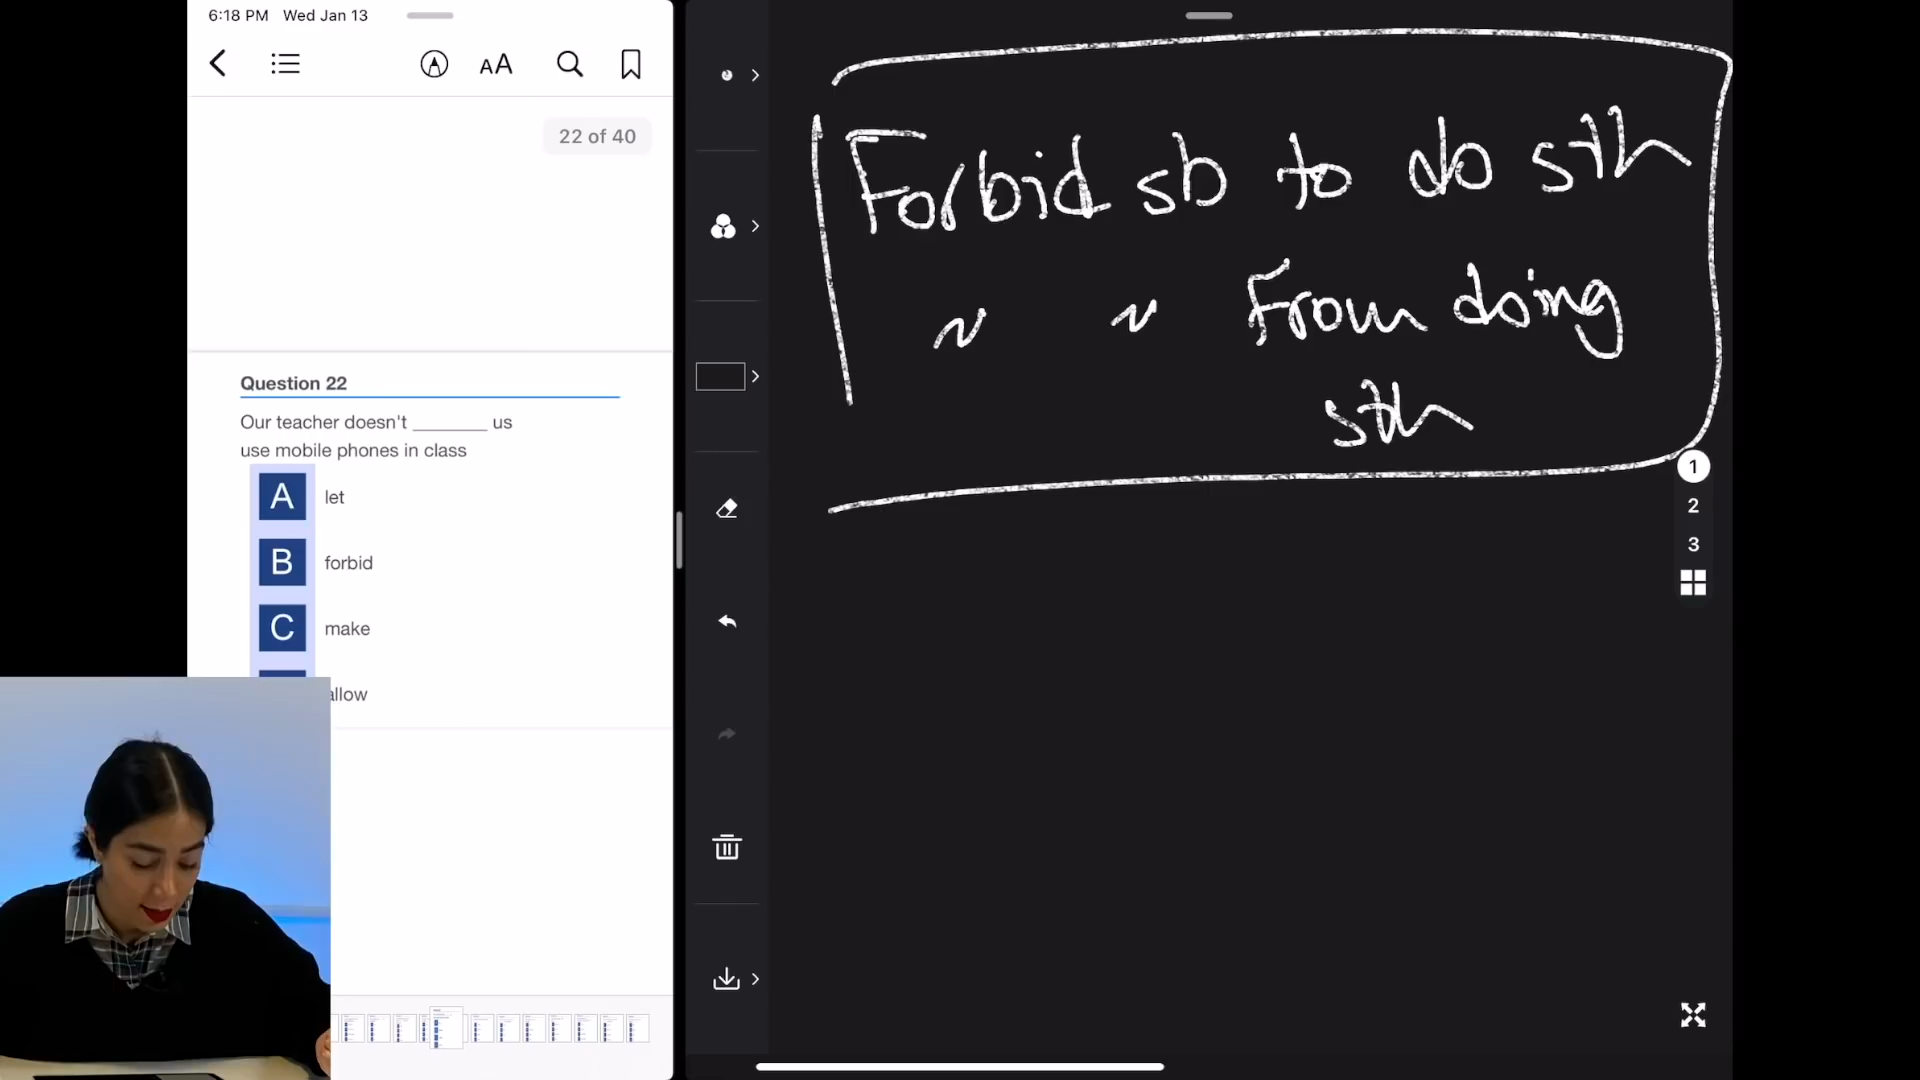 6:18 PM Wed Jan 13
AA
22 of 40
Question 22
Our teacher doesn't ________ us
use mobile phones in class
A let
B forbid
C make
allow
Forbid sb to do sth
〃 〃 From doing
sth
1
2
3